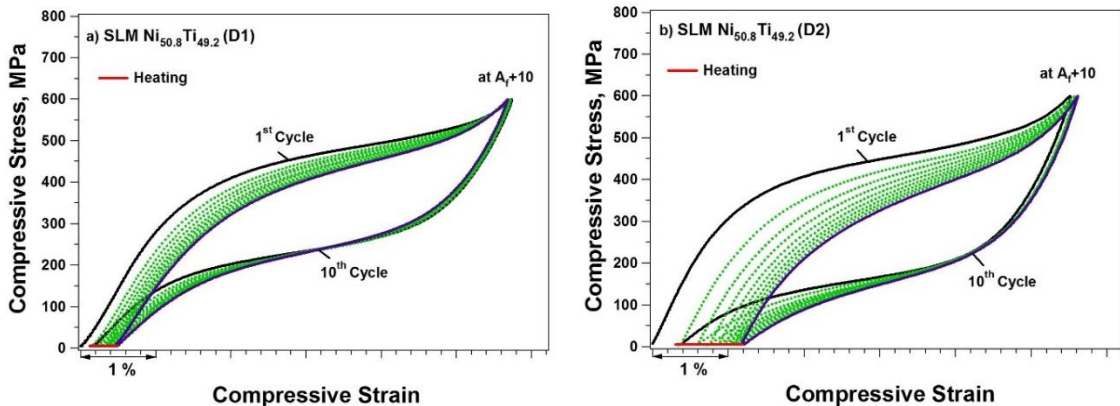 a) SLM Ni50.8Ti49.2 (D1)
Heating
at Af+10
1st Cycle
10th Cycle
800
700
600
500
400
300
200
100
0
Compressive Stress, MPa
1 %
Compressive Strain
b) SLM Ni50.8Ti49.2 (D2)
Heating
at Af+10
1st Cycle
10th Cycle
800
700
600
500
400
300
200
100
0
Compressive Stress, MPa
1 %
Compressive Strain